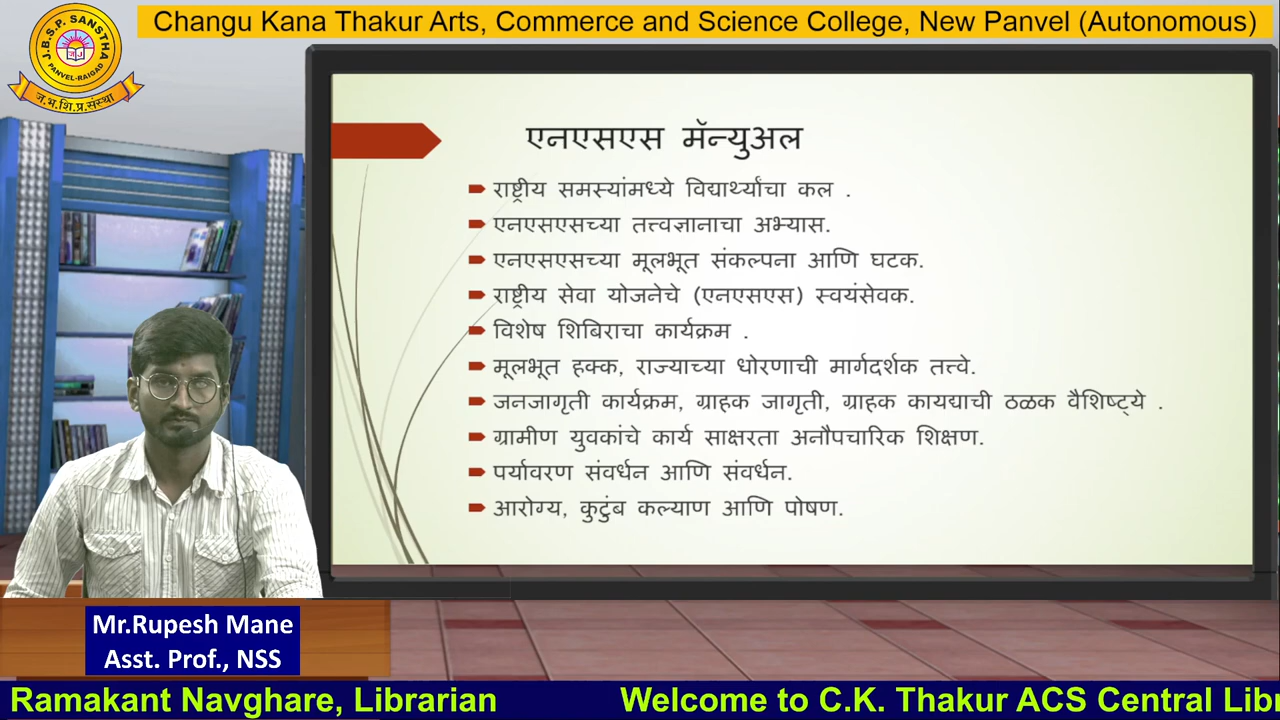 Changu Kana Thakur Arts, Commerce and Science College, New Panvel (Autonomous)
J.B.S.P. SANSTHA
PANVEL-RAIGAD
ज.भ.शि.प्र.संस्था
एनएसएस मॅन्युअल
राष्ट्रीय समस्यांमध्ये विद्यार्थ्यांचा कल .
एनएसएसच्या तत्त्वज्ञानाचा अभ्यास.
एनएसएसच्या मूलभूत संकल्पना आणि घटक.
राष्ट्रीय सेवा योजनेचे (एनएसएस) स्वयंसेवक.
विशेष शिबिराचा कार्यक्रम .
मूलभूत हक्क, राज्याच्या धोरणाची मार्गदर्शक तत्त्वे.
जनजागृती कार्यक्रम, ग्राहक जागृती, ग्राहक कायद्याची ठळक वैशिष्ट्ये .
ग्रामीण युवकांचे कार्य साक्षरता अनौपचारिक शिक्षण.
पर्यावरण संवर्धन आणि संवर्धन.
आरोग्य, कुटुंब कल्याण आणि पोषण.
Mr.Rupesh Mane
Asst. Prof., NSS
Ramakant Navghare, Librarian Welcome to C.K. Thakur ACS Central Libr